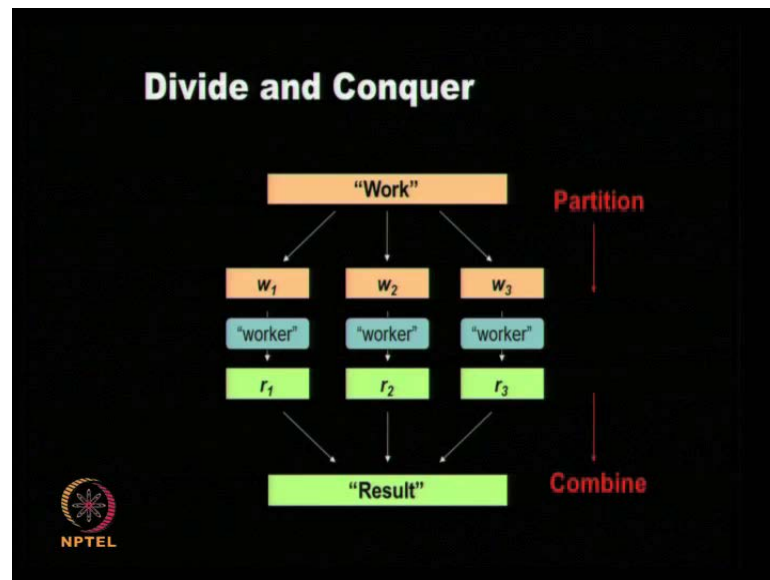 Divide and Conquer
“Work”
Partition
w1 w2 w3
“worker” “worker” “worker”
r1 r2 r3
“Result”
Combine
NPTEL